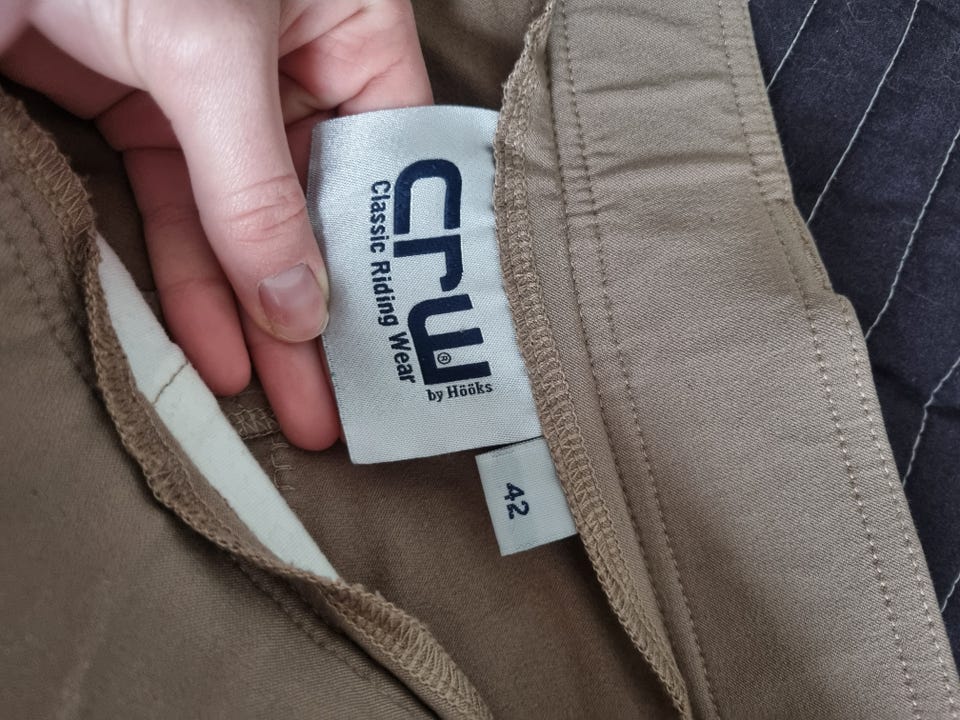 crw®
by Hööks
Classic Riding Wear
42